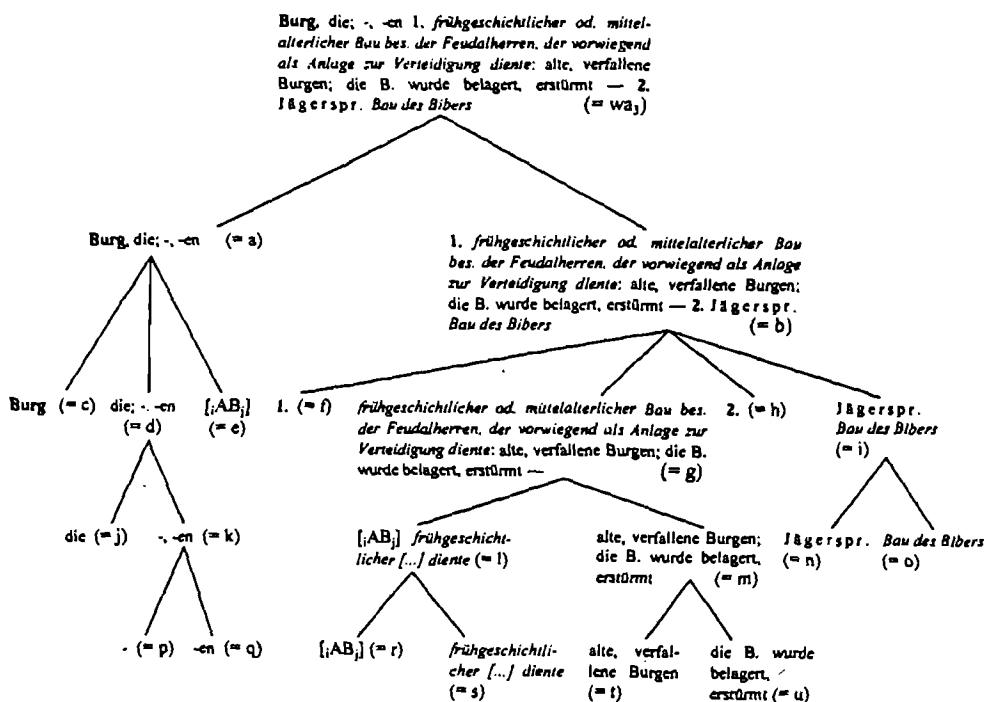 Burg, die; -, -en 1. frühgeschichtlicher od. mittel-
alterlicher Bau bes. der Feudalherren, der vorwiegend
als Anlage zur Verteidigung diente: alte, verfallene
Burgen; die B. wurde belagert, erstürmt — 2.
Jägerspr. Bau des Bibers (= wa₃)
Burg, die; -, -en (= a)
1. frühgeschichtlicher od. mittelalterlicher Bau
bes. der Feudalherren, der vorwiegend als Anlage
zur Verteidigung diente: alte, verfallene Burgen;
die B. wurde belagert, erstürmt — 2. Jägerspr.
Bau des Bibers (= b)
Burg (= c)
die; -, -en
(= d)
[ᵢABⱼ]
(= e)
1. (= f)
frühgeschichtlicher od. mittelalterlicher Bau bes.
der Feudalherren, der vorwiegend als Anlage zur
Verteidigung diente: alte, verfallene Burgen; die B.
wurde belagert, erstürmt — (= g)
2. (= h)
Jägerspr.
Bau des Bibers
(= i)
die (= j)
-, -en (= k)
[ᵢABⱼ] frühgeschicht-
licher [...] diente (= l)
alte, verfallene Burgen;
die B. wurde belagert,
erstürmt (= m)
Jägerspr.
(= n)
Bau des Bibers
(= o)
- (= p)
-en (= q)
[ᵢABⱼ] (= r)
frühgeschichtli-
cher [...] diente
(= s)
alte, verfal-
lene Burgen
(= t)
die B. wurde
belagert,
erstürmt (= u)